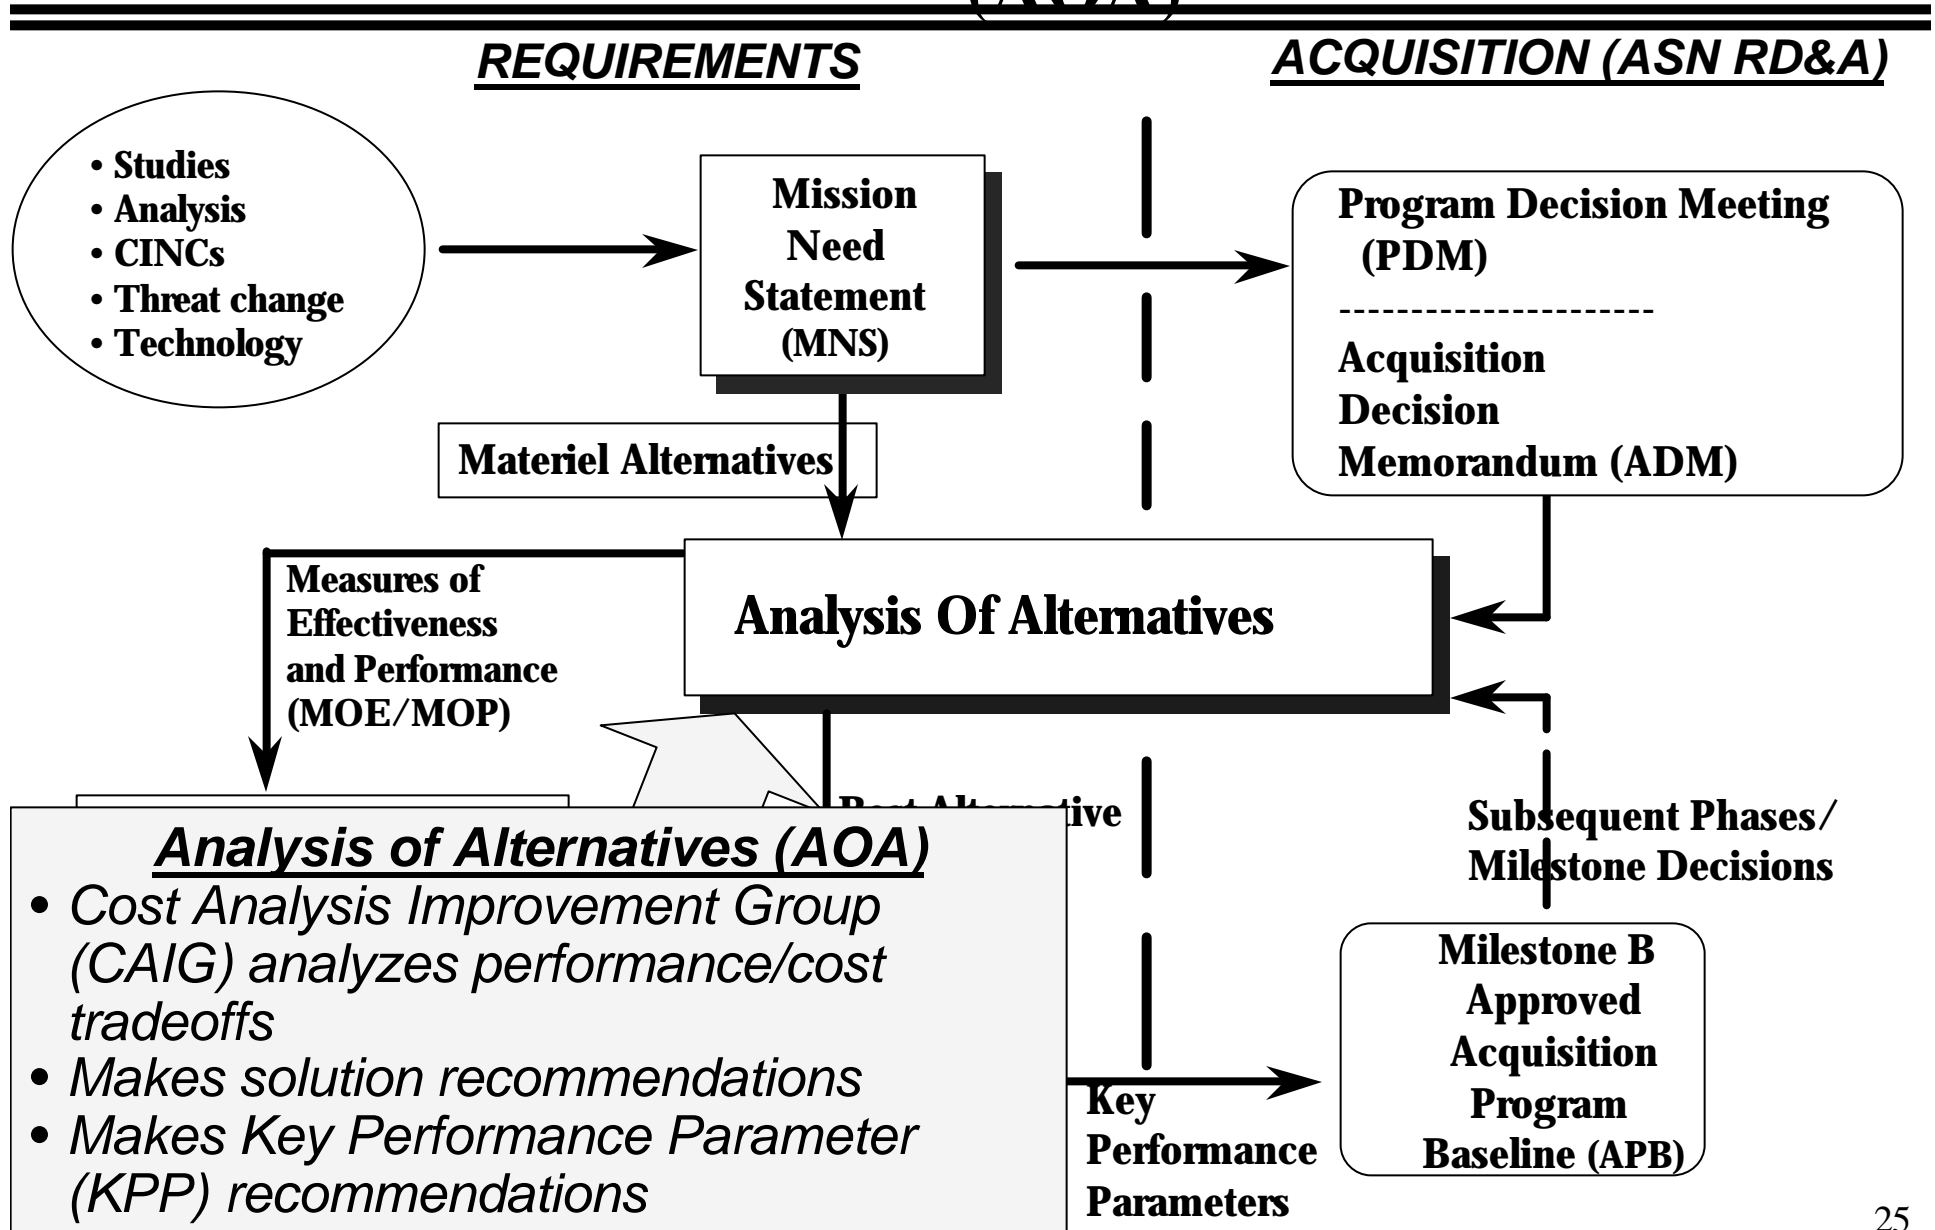 (AOA)
REQUIREMENTS
ACQUISITION (ASN RD&A)
• Studies
• Analysis
• CINCs
• Threat change
• Technology
Mission
Need
Statement
(MNS)
Program Decision Meeting
(PDM)
----------------------
Acquisition
Decision
Memorandum (ADM)
Materiel Alternatives
Measures of
Effectiveness
and Performance
(MOE/MOP)
Analysis Of Alternatives
Best Alternative
Subsequent Phases/
Milestone Decisions
Analysis of Alternatives (AOA)
• Cost Analysis Improvement Group
(CAIG) analyzes performance/cost
tradeoffs
• Makes solution recommendations
• Makes Key Performance Parameter
(KPP) recommendations
Key
Performance
Parameters
Milestone B
Approved
Acquisition
Program
Baseline (APB)
25